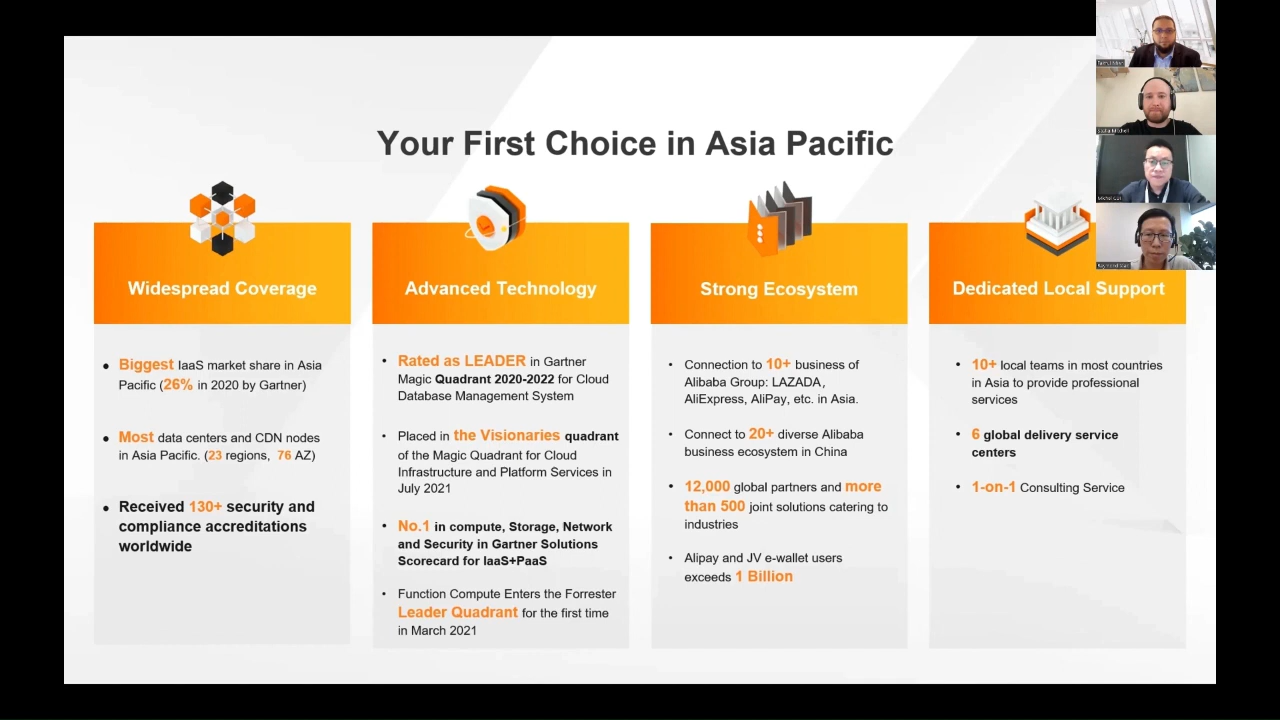 Your First Choice in Asia Pacific
Widespread Coverage
• Biggest IaaS market share in Asia
Pacific (26% in 2020 by Gartner)
• Most data centers and CDN nodes
in Asia Pacific. (23 regions, 76 AZ)
• Received 130+ security and
compliance accreditations
worldwide
Advanced Technology
• Rated as LEADER in Gartner
Magic Quadrant 2020-2022 for Cloud
Database Management System
• Placed in the Visionaries quadrant
of the Magic Quadrant for Cloud
Infrastructure and Platform Services in
July 2021
• No.1 in compute, Storage, Network
and Security in Gartner Solutions
Scorecard for IaaS+PaaS
• Function Compute Enters the Forrester
Leader Quadrant for the first time
in March 2021
Strong Ecosystem
• Connection to 10+ business of
Alibaba Group: LAZADA,
AliExpress, AliPay, etc. in Asia.
• Connect to 20+ diverse Alibaba
business ecosystem in China
• 12,000 global partners and more
than 500 joint solutions catering to
industries
• Alipay and JV e-wallet users
exceeds 1 Billion
Dedicated Local Support
• 10+ local teams in most countries
in Asia to provide professional
services
• 6 global delivery service
centers
• 1-on-1 Consulting Service